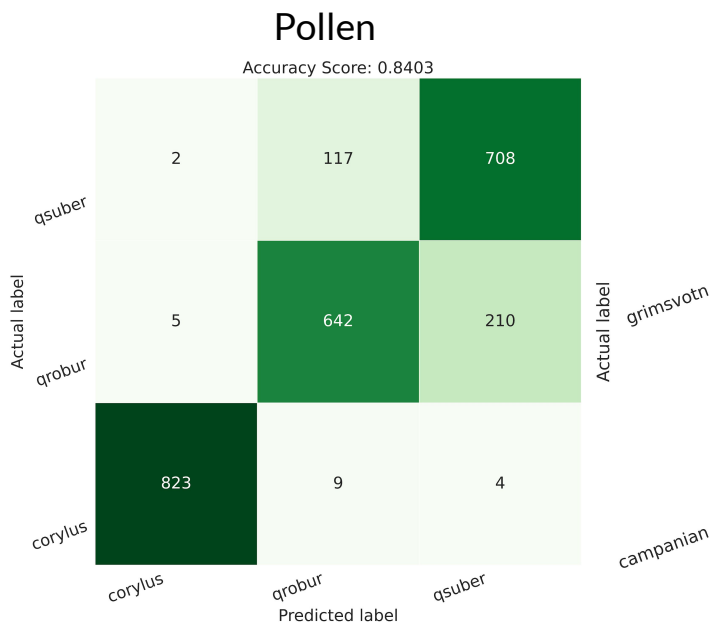 Pollen
Accuracy Score: 0.8403
2 117 708
qsuber
Actual label
5 642 210
qrobur
823 9 4
corylus
corylus qrobur qsuber
Predicted label
Actual label
grimsvotn
campanian